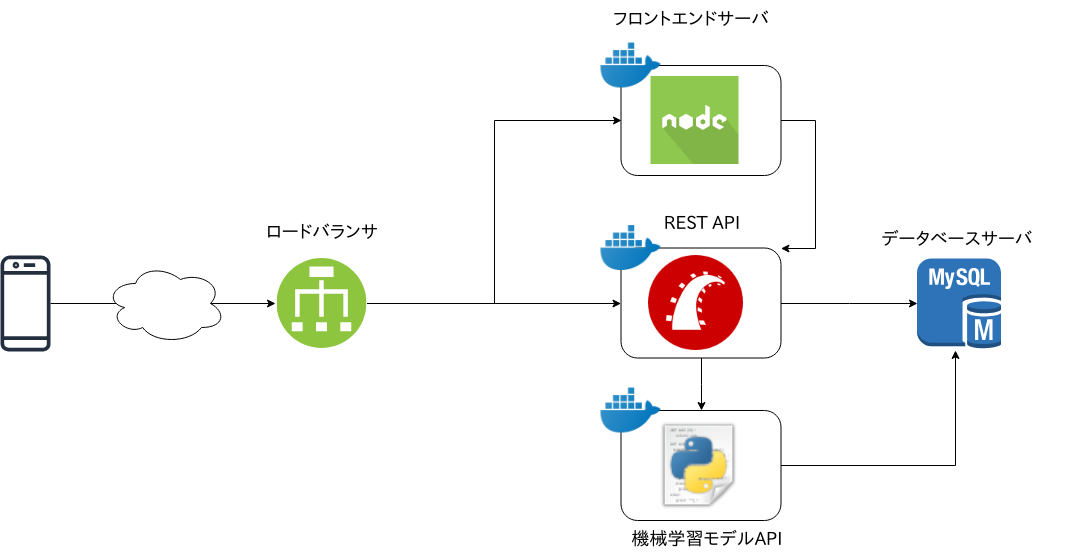 フロントエンドサーバ
node
ロードバランサ
REST API
データベースサーバ
MySQL
M
機械学習モデルAPI